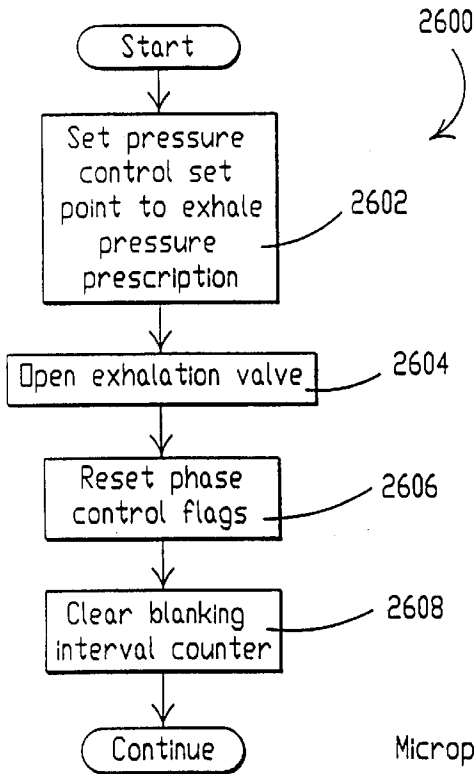 2600
Start
Set pressure
control set
point to exhale
pressure
prescription
2602
Open exhalation valve
2604
Reset phase
control flags
2606
Clear blanking
interval counter
2608
Continue
Microp